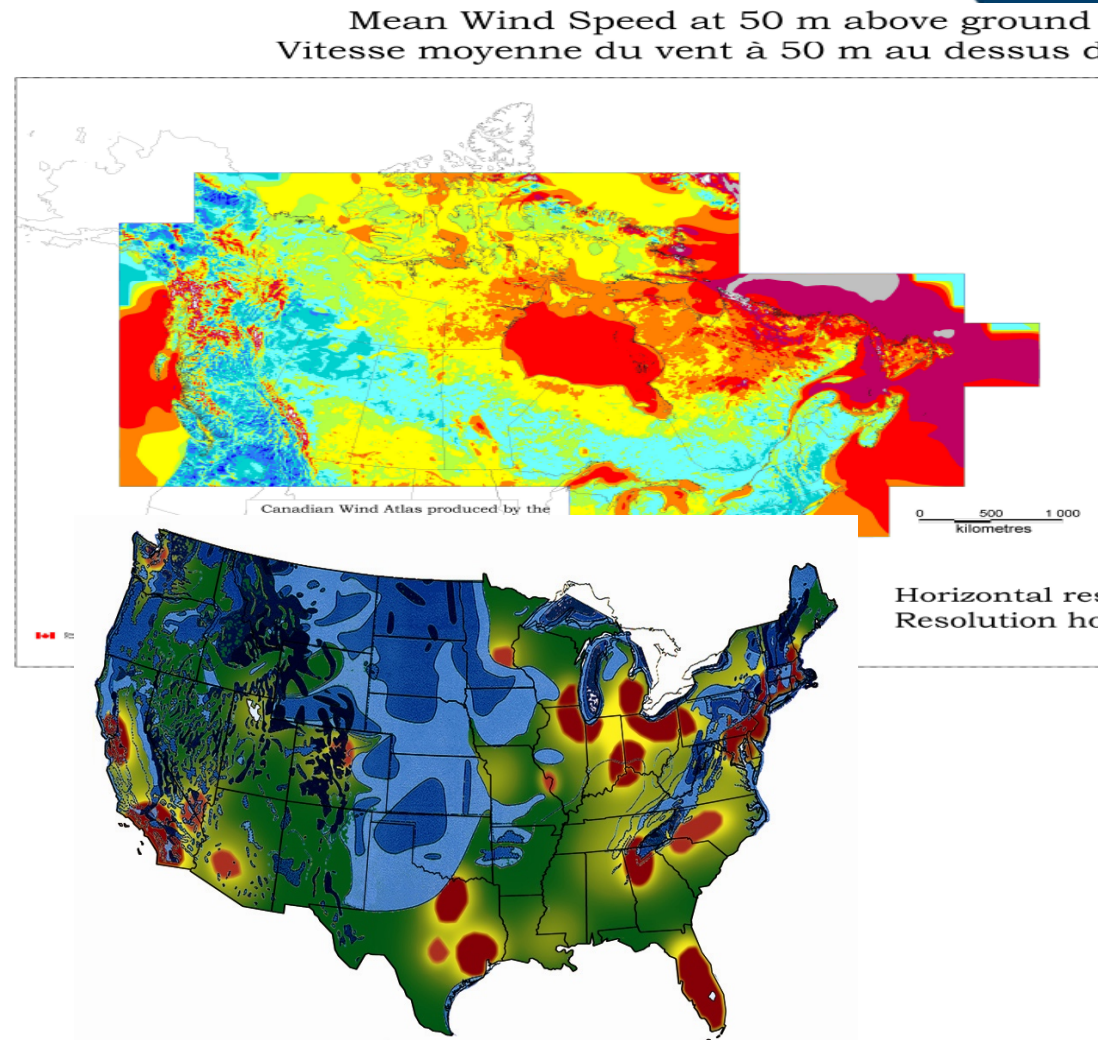 Mean Wind Speed at 50 m above ground
Vitesse moyenne du vent à 50 m au dessus d
Canadian Wind Atlas produced by the
0 500 1 000
kilometres
Horizontal res
Resolution ho